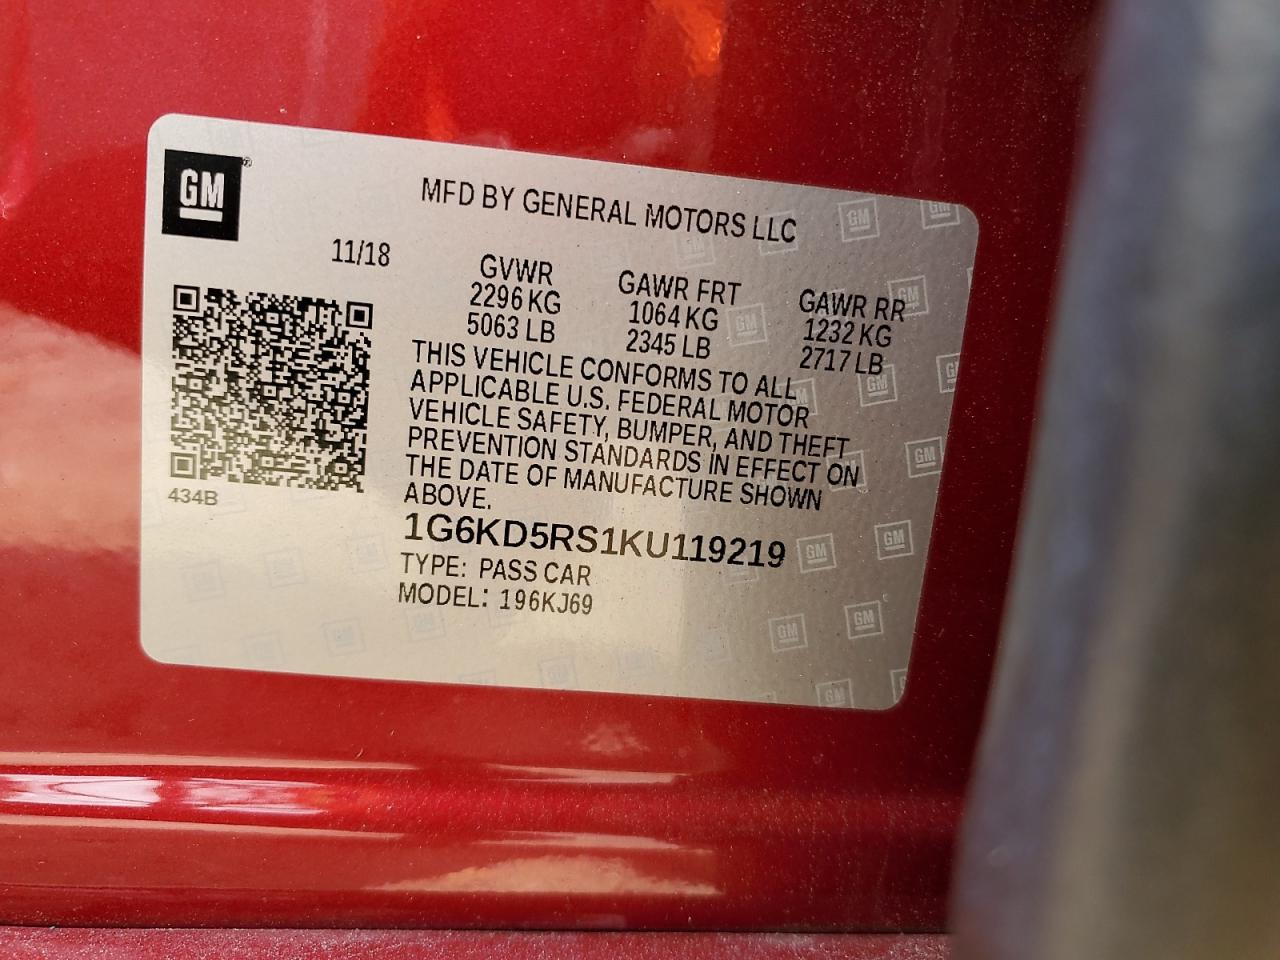 GM
MFD BY GENERAL MOTORS LLC
11/18
GVWR
2296 KG
5063 LB
GAWR FRT
1064 KG
2345 LB
GAWR RR
1232 KG
2717 LB
THIS VEHICLE CONFORMS TO ALL
APPLICABLE U.S. FEDERAL MOTOR
VEHICLE SAFETY, BUMPER, AND THEFT
PREVENTION STANDARDS IN EFFECT ON
THE DATE OF MANUFACTURE SHOWN
ABOVE.
434B
1G6KD5RS1KU119219
TYPE: PASS CAR
MODEL: 196KJ69